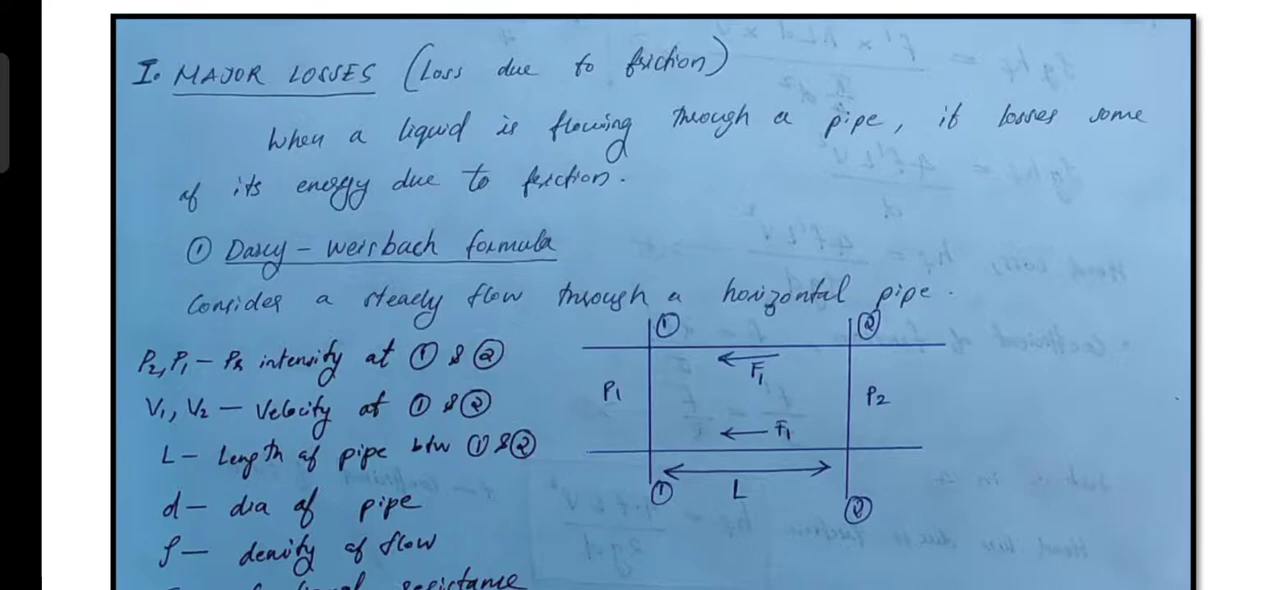 I. MAJOR LOSSES (Loss due to friction)
When a liquid is flowing through a pipe, it losses some
of its energy due to friction.
① Darcy - weisbach formula
Consider a steady flow through a horizontal pipe.
P2, P1 - Pr intensity at ① & ②
V1, V2 - Velocity at ① & ②
L - Length of pipe btw ① & ②
d - dia of pipe
ρ - density of flow
resistance
① ②
F1
P1 P2
F1
L
① ②